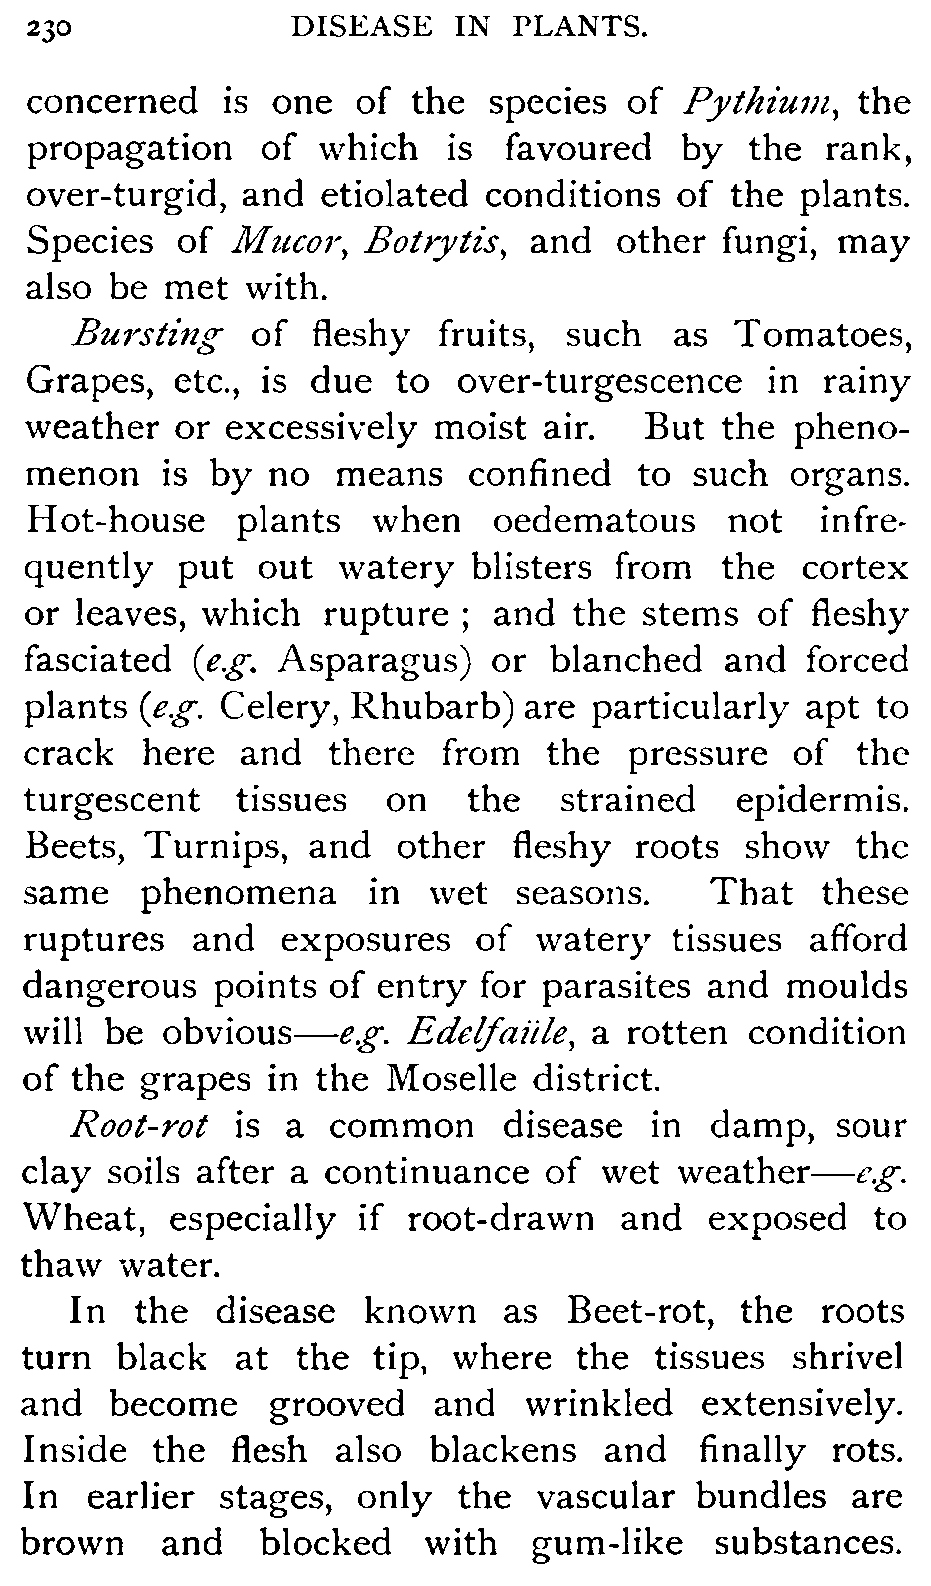 230 DISEASE IN PLANTS.
concerned is one of the species of Pythium, the
propagation of which is favoured by the rank,
over-turgid, and etiolated conditions of the plants.
Species of Mucor, Botrytis, and other fungi, may
also be met with.
Bursting of fleshy fruits, such as Tomatoes,
Grapes, etc., is due to over-turgescence in rainy
weather or excessively moist air. But the pheno-
menon is by no means confined to such organs.
Hot-house plants when oedematous not infre-
quently put out watery blisters from the cortex
or leaves, which rupture ; and the stems of fleshy
fasciated (e.g. Asparagus) or blanched and forced
plants (e.g. Celery, Rhubarb) are particularly apt to
crack here and there from the pressure of the
turgescent tissues on the strained epidermis.
Beets, Turnips, and other fleshy roots show the
same phenomena in wet seasons. That these
ruptures and exposures of watery tissues afford
dangerous points of entry for parasites and moulds
will be obvious—e.g. Edelfaüle, a rotten condition
of the grapes in the Moselle district.
Root-rot is a common disease in damp, sour
clay soils after a continuance of wet weather—e.g.
Wheat, especially if root-drawn and exposed to
thaw water.
In the disease known as Beet-rot, the roots
turn black at the tip, where the tissues shrivel
and become grooved and wrinkled extensively.
Inside the flesh also blackens and finally rots.
In earlier stages, only the vascular bundles are
brown and blocked with gum-like substances.